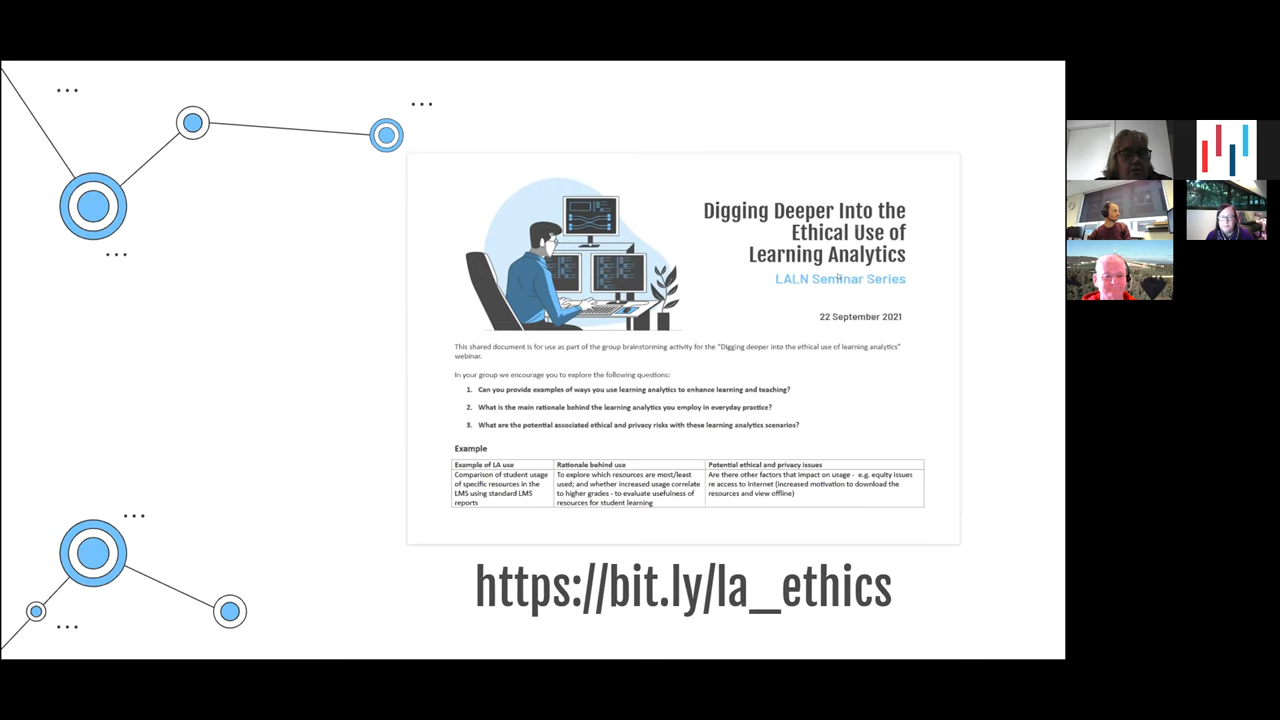 Digging Deeper Into the
Ethical Use of
Learning Analytics
LALN Seminar Series
22 September 2021
This shared document is for use as part of the group brainstorming activity for the "Digging deeper into the ethical use of learning analytics"
webinar.
In your group we encourage you to explore the following questions:
1. Can you provide examples of ways you use learning analytics to enhance learning and teaching?
2. What is the main rationale behind the learning analytics you employ in everyday practice?
3. What are the potential associated ethical and privacy risks with these learning analytics scenarios?
Example
Example of LA use
Comparison of student usage
of specific resources in the
LMS using standard LMS
reports
Rationale behind use
To explore which resources are most/least
used; and whether increased usage correlate
to higher grades - to evaluate usefulness of
resources for student learning
Potential ethical and privacy issues
Are there other factors that impact on usage - e.g. equity issues
re access to Internet (increased motivation to download the
resources and view offline)
https://bit.ly/la_ethics